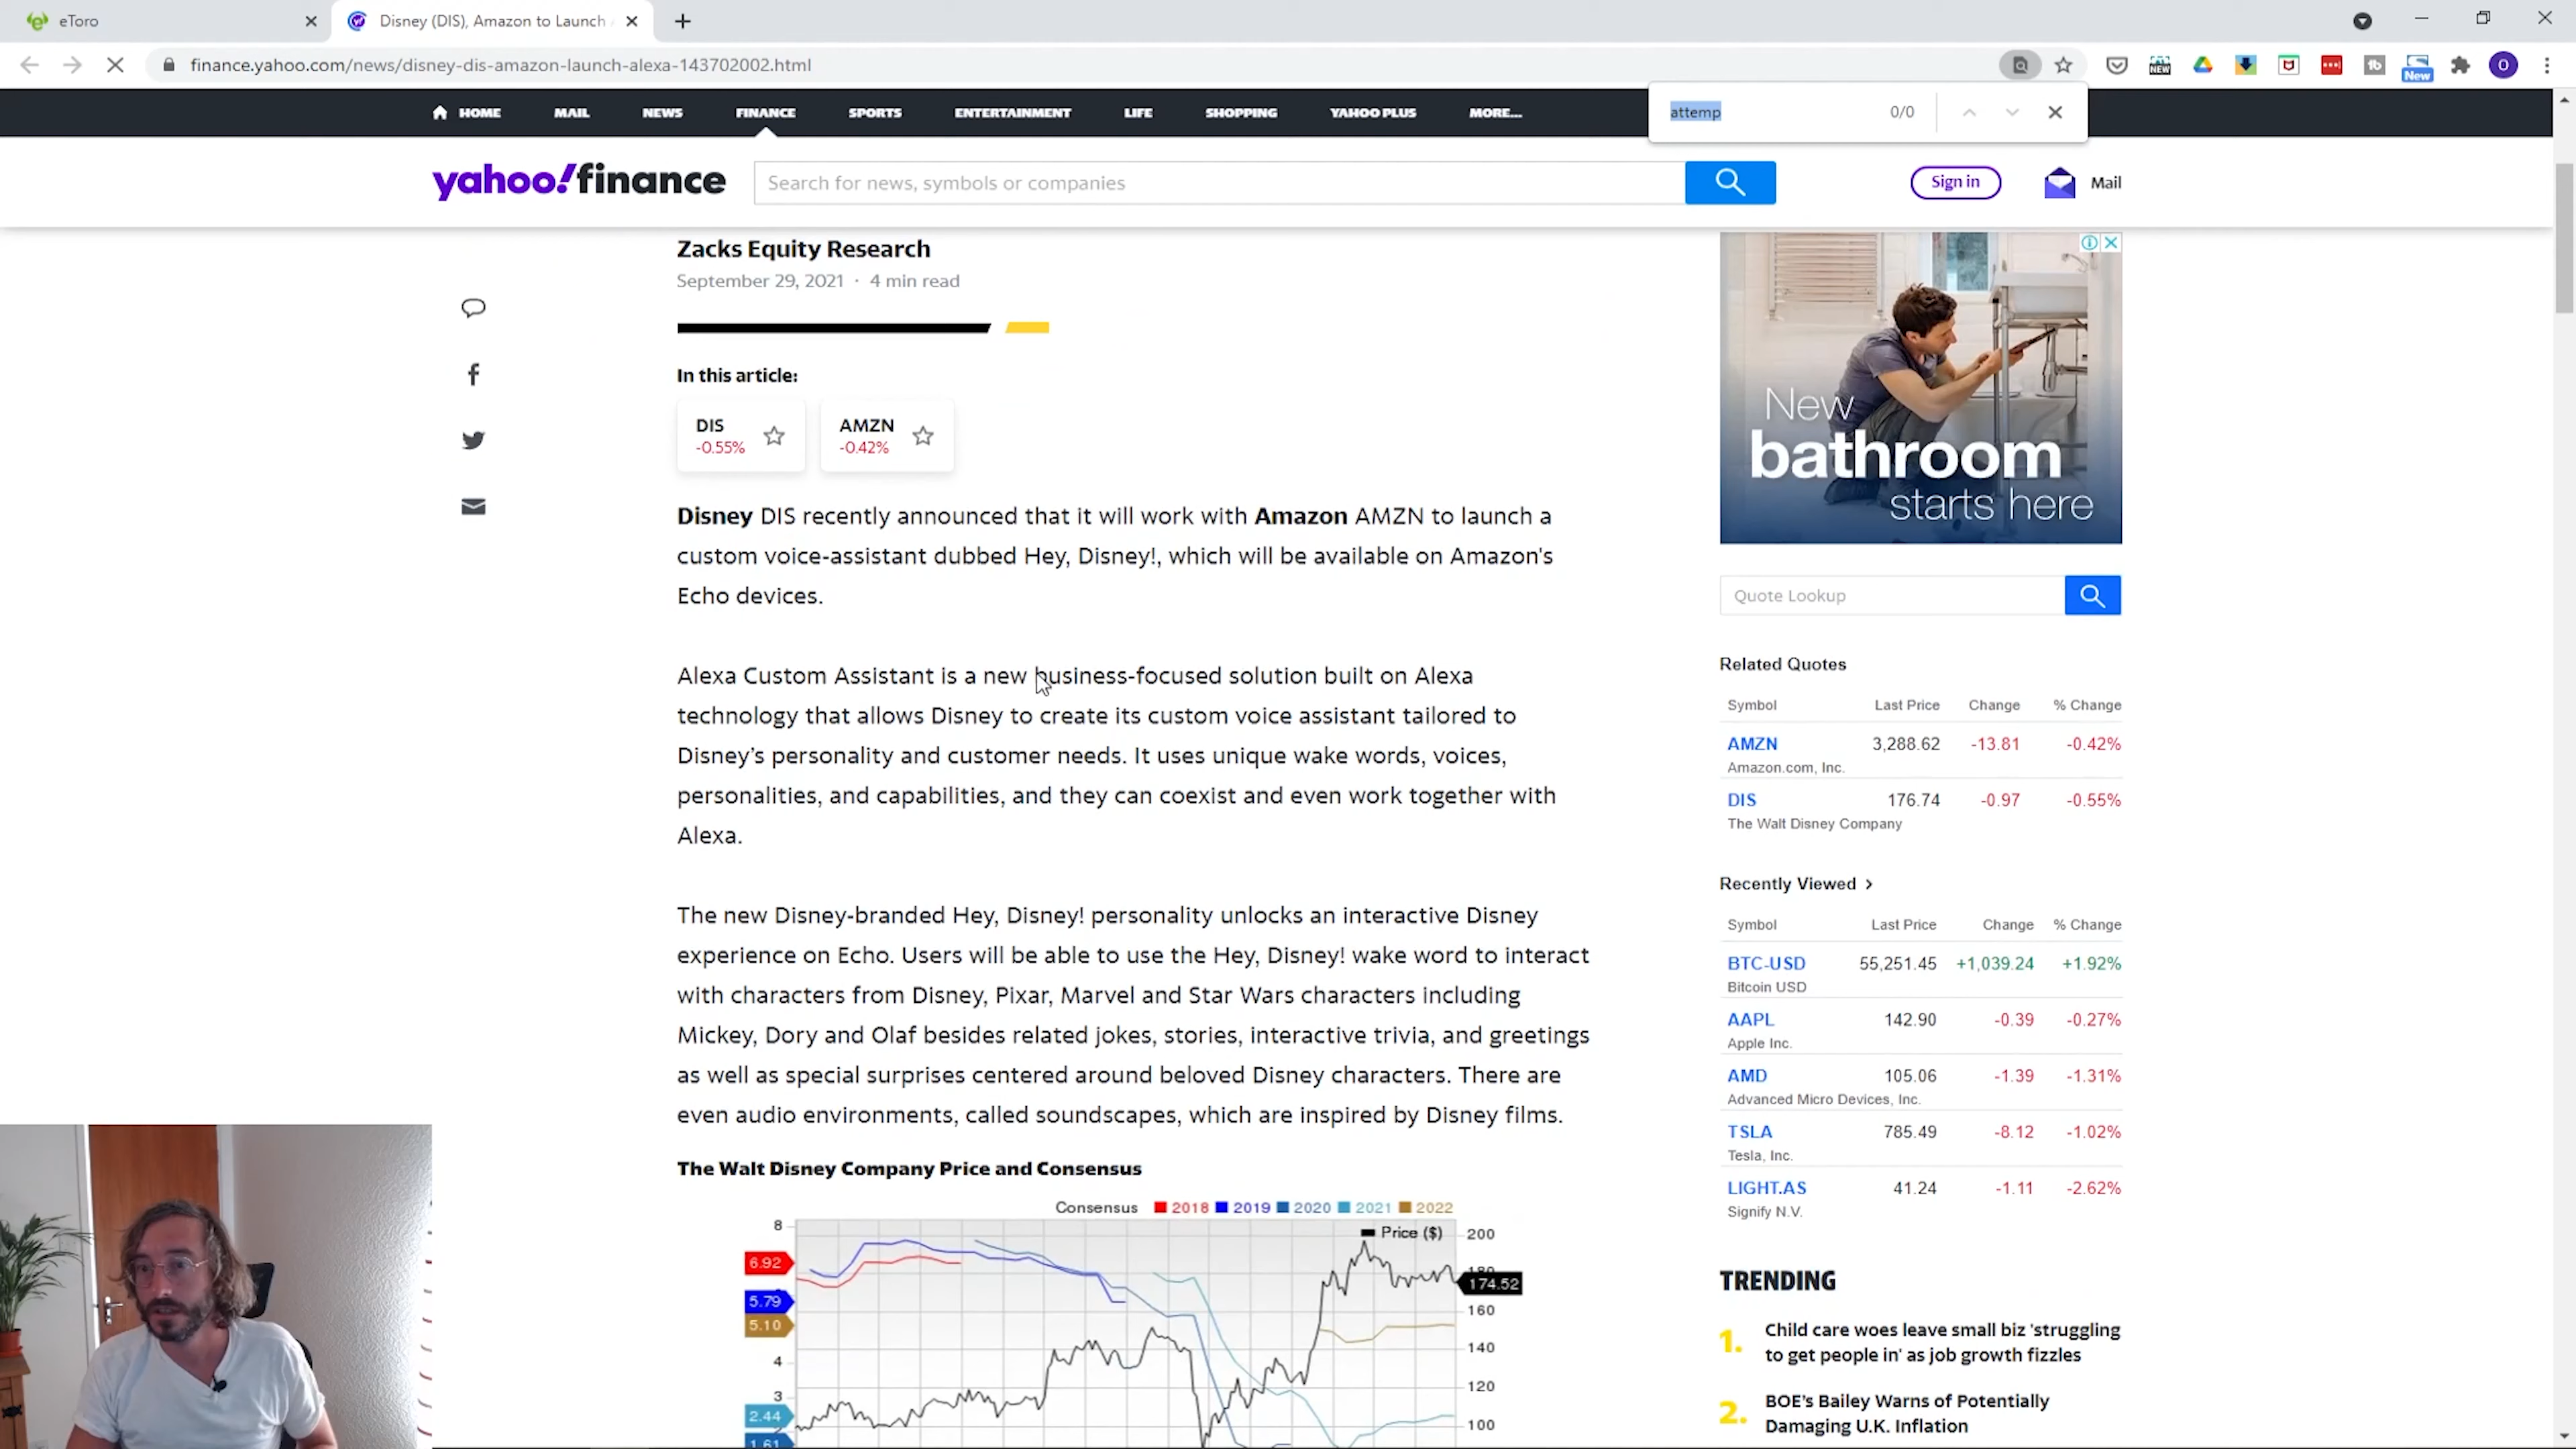 eToro
Disney (DIS), Amazon to Launch
finance.yahoo.com/news/disney-dis-amazon-launch-alexa-143702002.html
NEW
New
O
attemp 0/0
HOME MAIL NEWS FINANCE SPORTS ENTERTAINMENT LIFE SHOPPING YAHOO PLUS MORE...
yahoo!finance
Search for news, symbols or companies
Sign in
Mail
Zacks Equity Research
September 29, 2021 · 4 min read
In this article:
DIS
-0.55%
AMZN
-0.42%
Disney DIS recently announced that it will work with Amazon AMZN to launch a
custom voice-assistant dubbed Hey, Disney!, which will be available on Amazon's
Echo devices.
Alexa Custom Assistant is a new business-focused solution built on Alexa
technology that allows Disney to create its custom voice assistant tailored to
Disney’s personality and customer needs. It uses unique wake words, voices,
personalities, and capabilities, and they can coexist and even work together with
Alexa.
The new Disney-branded Hey, Disney! personality unlocks an interactive Disney
experience on Echo. Users will be able to use the Hey, Disney! wake word to interact
with characters from Disney, Pixar, Marvel and Star Wars characters including
Mickey, Dory and Olaf besides related jokes, stories, interactive trivia, and greetings
as well as special surprises centered around beloved Disney characters. There are
even audio environments, called soundscapes, which are inspired by Disney films.
The Walt Disney Company Price and Consensus
Consensus 2018 2019 2020 2021 2022
Price ($)
8
4
3
6.92
5.79
5.10
2.44
1.61
200
180
174.52
160
140
120
100
New
bathroom
starts here
Quote Lookup
Related Quotes
Symbol Last Price Change % Change
AMZN 3,288.62 -13.81 -0.42%
Amazon.com, Inc.
DIS 176.74 -0.97 -0.55%
The Walt Disney Company
Recently Viewed
Symbol Last Price Change % Change
BTC-USD 55,251.45 +1,039.24 +1.92%
Bitcoin USD
AAPL 142.90 -0.39 -0.27%
Apple Inc.
AMD 105.06 -1.39 -1.31%
Advanced Micro Devices, Inc.
TSLA 785.49 -8.12 -1.02%
Tesla, Inc.
LIGHT.AS 41.24 -1.11 -2.62%
Signify N.V.
TRENDING
1. Child care woes leave small biz 'struggling
to get people in' as job growth fizzles
2. BOE’s Bailey Warns of Potentially
Damaging U.K. Inflation